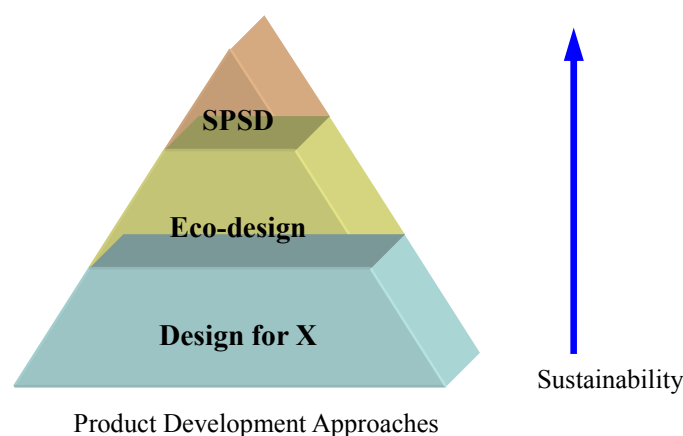 SPSD
Eco-design
Design for X
Sustainability
Product Development Approaches